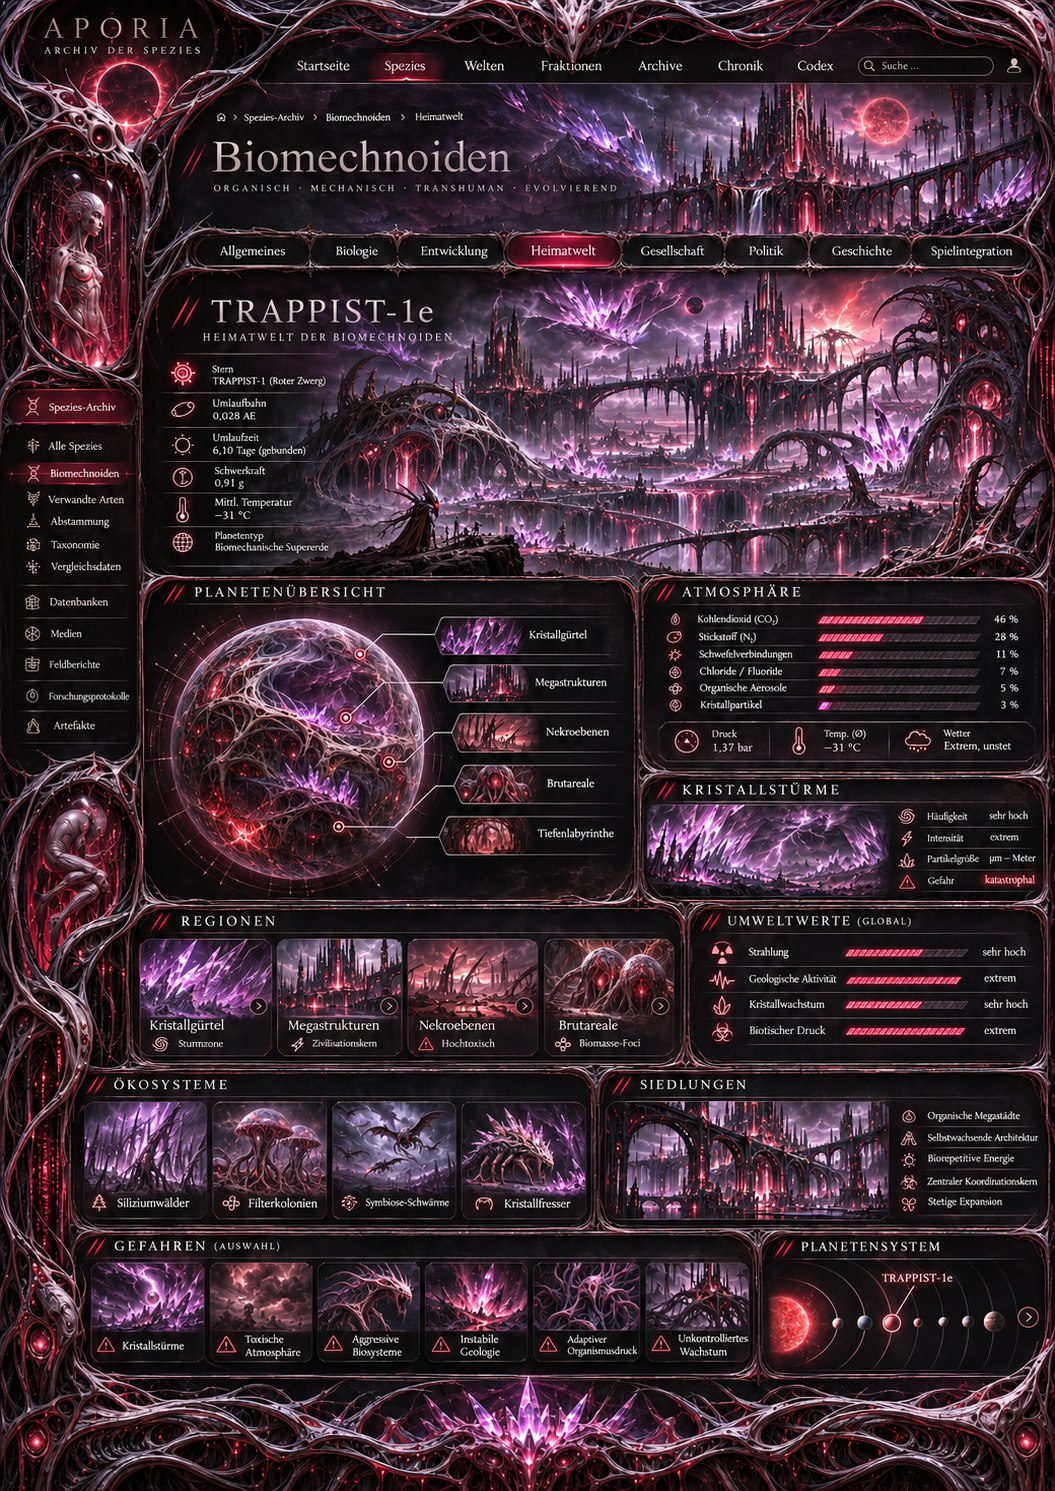 APORIA
ARCHIV DER SPEZIES
Startseite
Spezies
Welten
Fraktionen
Archive
Chronik
Codex
Suche ...
Spezies-Archiv > Biomechnoiden > Heimatwelt
Biomechnoiden
ORGANISCH · MECHANISCH · TRANSHUMAN · EVOLVIEREND
Allgemeines
Biologie
Entwicklung
Heimatwelt
Gesellschaft
Politik
Geschichte
Spielintegration
TRAPPIST-1e
HEIMATWELT DER BIOMECHNOIDEN
Stern
TRAPPIST-1 (Roter Zwerg)
Umlaufbahn
0,028 AE
Umlaufzeit
6,10 Tage (gebunden)
Schwerkraft
0,91 g
Mittl. Temperatur
−31 °C
Planetentyp
Biomechanische Supererde
Spezies-Archiv
Alle Spezies
Biomechnoiden
Verwandte Arten
Abstammung
Taxonomie
Vergleichsdaten
Datenbanken
Medien
Feldberichte
Forschungsprotokolle
Artefakte
PLANETENÜBERSICHT
Kristallgürtel
Megastrukturen
Nekroebenen
Brutareale
Tiefenlabyrinthe
ATMOSPHÄRE
Kohlendioxid (CO₂) 46 %
Stickstoff (N₂) 28 %
Schwefelverbindungen 11 %
Chloride / Fluoride 7 %
Organische Aerosole 5 %
Kristallpartikel 3 %
Druck
1,37 bar
Temp. (Ø)
−31 °C
Wetter
Extrem, unstet
KRISTALLSTÜRME
Häufigkeit sehr hoch
Intensität extrem
Partikelgröße µm – Meter
Gefahr katastrophal
REGIONEN
Kristallgürtel
Sturmzone
Megastrukturen
Zivilisationskern
Nekroebenen
Hochtoxisch
Brutareale
Biomasse-Foci
UMWELTWERTE (GLOBAL)
Strahlung sehr hoch
Geologische Aktivität extrem
Kristallwachstum sehr hoch
Biotischer Druck extrem
ÖKOSYSTEME
Siliziumwälder
Filterkolonien
Symbiose-Schwärme
Kristallfresser
SIEDLUNGEN
Organische Megastädte
Selbstwachsende Architektur
Biorepetitive Energie
Zentraler Koordinationskern
Stetige Expansion
GEFAHREN (AUSWAHL)
Kristallstürme
Toxische
Atmosphäre
Aggressive
Biosysteme
Instabile
Geologie
Adaptiver
Organismusdruck
Unkontrolliertes
Wachstum
PLANETENSYSTEM
TRAPPIST-1e